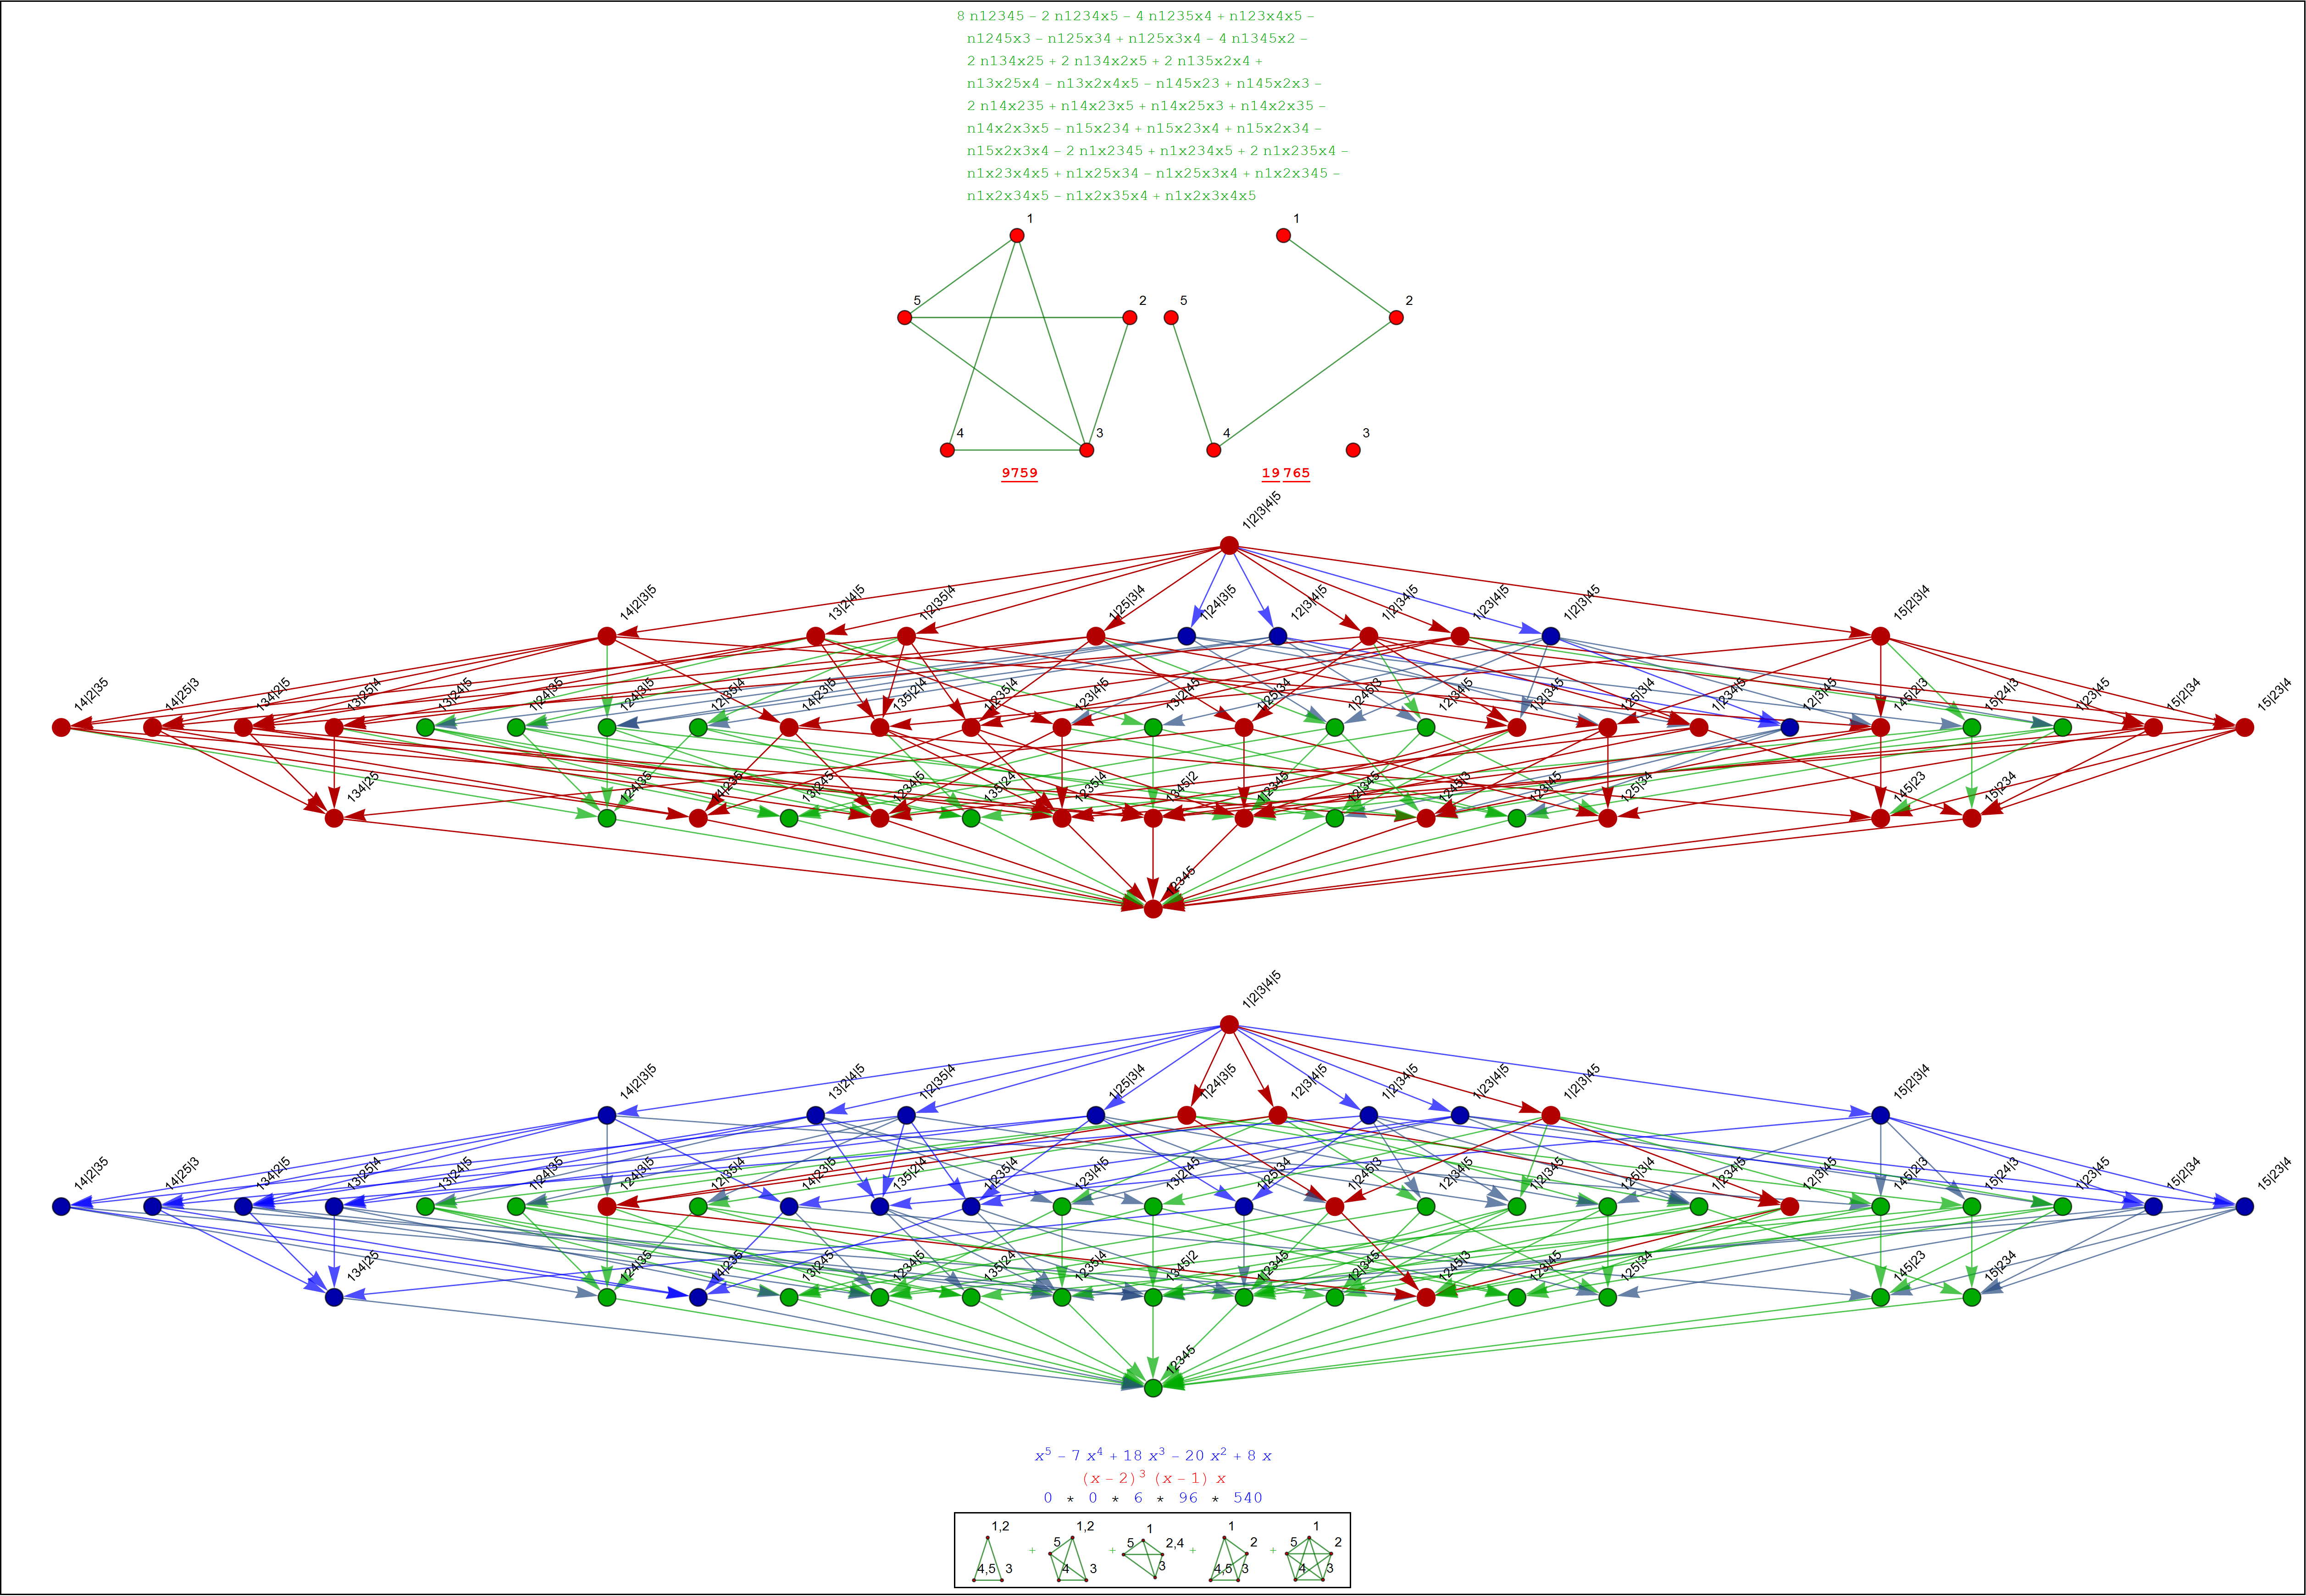 8 n12345 − 2 n1234x5 − 4 n1235x4 + n123x4x5 −
n1245x3 − n125x34 + n125x3x4 − 4 n1345x2 −
2 n134x25 + 2 n134x2x5 + 2 n135x2x4 +
n13x25x4 − n13x2x4x5 − n145x23 + n145x2x3 −
2 n14x235 + n14x23x5 + n14x25x3 + n14x2x35 −
n14x2x3x5 − n15x234 + n15x23x4 + n15x2x34 −
n15x2x3x4 − 2 n1x2345 + n1x234x5 + 2 n1x235x4 −
n1x23x4x5 + n1x25x34 − n1x25x3x4 + n1x2x345 −
n1x2x34x5 − n1x2x35x4 + n1x2x3x4x5
1 1
5 2 5 2
4 3 4 3
9759 19 765
1|2|3|4|5
14|2|3|5 13|2|4|5 1|2|35|4 1|25|3|4 1|24|3|5 12|3|4|5 1|2|34|5 1|23|4|5 1|2|3|45 15|2|3|4
14|2|35 14|25|3 134|2|5 13|25|4 13|24|5 1|24|35 124|3|5 12|35|4 14|23|5 135|2|4 1|235|4 123|4|5 13|2|45 1|25|34 1|245|3 12|34|5 1|2|345 125|3|4 1|234|5 12|3|45 145|2|3 15|24|3 1|23|45 15|2|34 15|23|4
134|25 124|35 14|235 13|245 1234|5 135|24 1235|4 1345|2 1|2345 12|345 1245|3 123|45 125|34 145|23 15|234
12345
1|2|3|4|5
14|2|3|5 13|2|4|5 1|2|35|4 1|25|3|4 1|24|3|5 12|3|4|5 1|2|34|5 1|23|4|5 1|2|3|45 15|2|3|4
14|2|35 14|25|3 134|2|5 13|25|4 13|24|5 1|24|35 124|3|5 12|35|4 14|23|5 135|2|4 1|235|4 123|4|5 13|2|45 1|25|34 1|245|3 12|34|5 1|2|345 125|3|4 1|234|5 12|3|45 145|2|3 15|24|3 1|23|45 15|2|34 15|23|4
134|25 124|35 14|235 13|245 1234|5 135|24 1235|4 1345|2 1|2345 12|345 1245|3 123|45 125|34 145|23 15|234
12345
x⁵ − 7 x⁴ + 18 x³ − 20 x² + 8 x
(x − 2)³ (x − 1) x
0 * 0 * 6 * 96 * 540
1,2 1,2 1 1 1
5 5 2,4 2 5 2
+ + + +
4,5 3 4 3 3 4,5 3 4 3